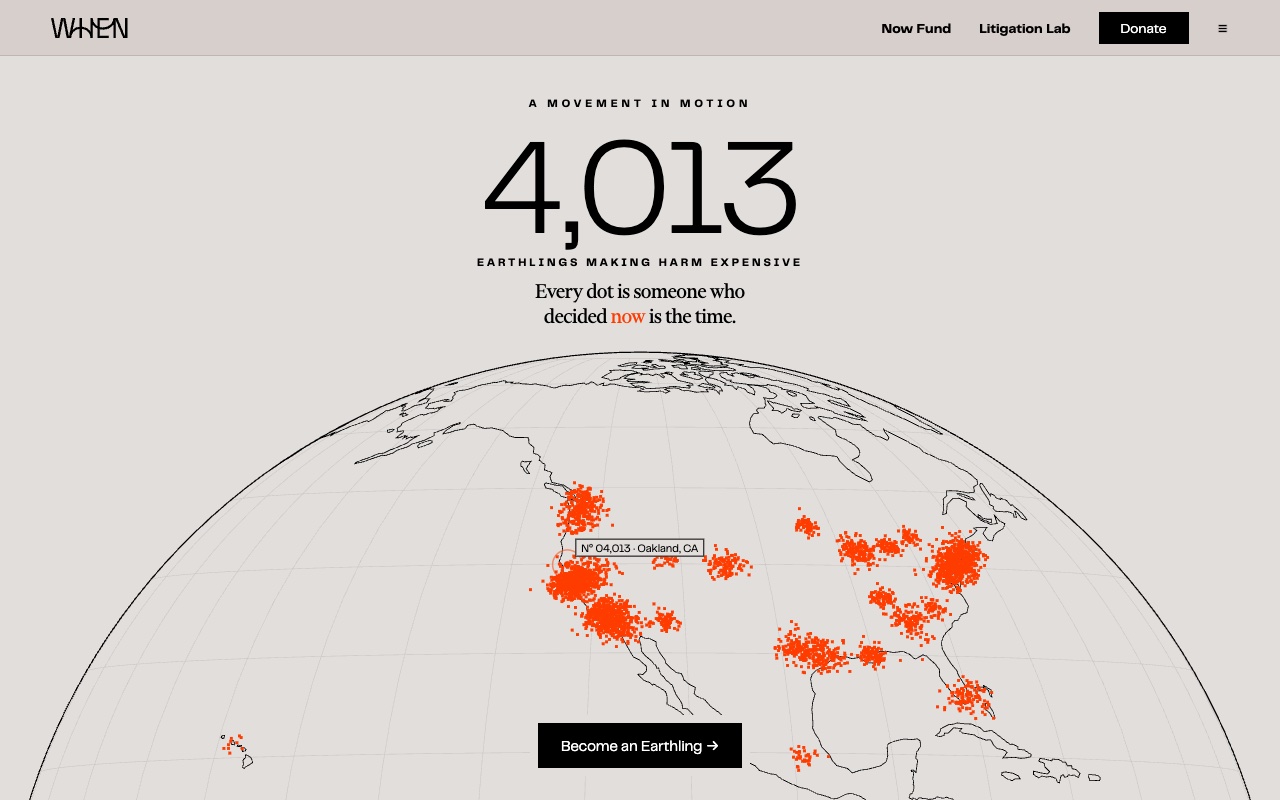 WHEN
Now Fund
Litigation Lab
Donate
A MOVEMENT IN MOTION
4,013
EARTHLINGS MAKING HARM EXPENSIVE
Every dot is someone who
decided now is the time.
N° 04,013 · Oakland, CA
Become an Earthling →